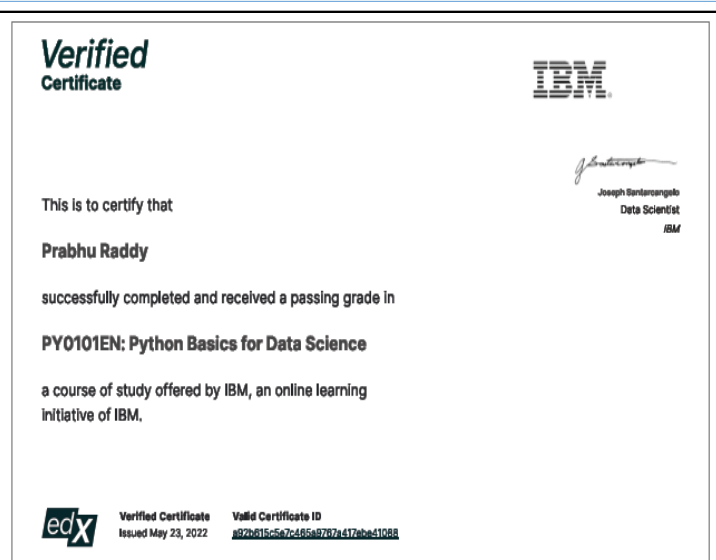 Verified
Certificate
IBM.
Joseph Santarcangelo
Data Scientist
IBM
This is to certify that
Prabhu Raddy
successfully completed and received a passing grade in
PY0101EN: Python Basics for Data Science
a course of study offered by IBM, an online learning
initiative of IBM.
edX
Verified Certificate
Issued May 23, 2022
Valid Certificate ID